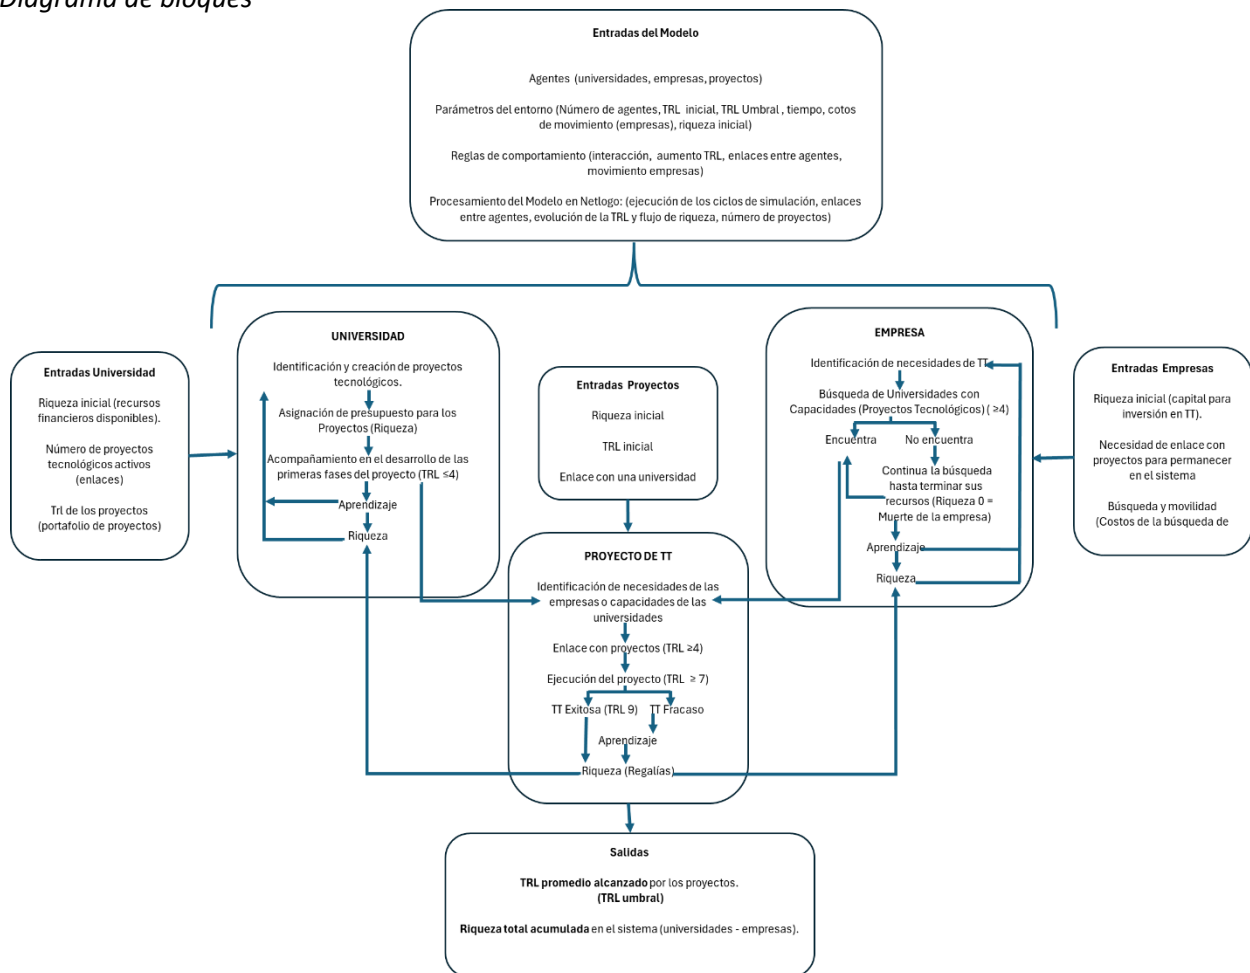 Diagrama de bloques
Entradas del Modelo
Agentes (universidades, empresas, proyectos)
Parámetros del entorno (Número de agentes, TRL inicial, TRL Umbral , tiempo, cotos
de movimiento (empresas), riqueza inicial)
Reglas de comportamiento (interacción, aumento TRL, enlaces entre agentes,
movimiento empresas)
Procesamiento del Modelo en Netlogo: (ejecución de los ciclos de simulación, enlaces
entre agentes, evolución de la TRL y flujo de riqueza, número de proyectos)
Entradas Universidad
Riqueza inicial (recursos
financieros disponibles).
Número de proyectos
tecnológicos activos
(enlaces)
Trl de los proyectos
(portafolio de proyectos)
UNIVERSIDAD
Identificación y creación de proyectos
tecnológicos.
Asignación de presupuesto para los
Proyectos (Riqueza)
Acompañamiento en el desarrollo de las
primeras fases del proyecto (TRL ≤4)
Aprendizaje
Riqueza
Entradas Proyectos
Riqueza inicial
TRL inicial
Enlace con una universidad
EMPRESA
Identificación de necesidades de TT
Búsqueda de Universidades con
Capacidades (Proyectos Tecnológicos) ( ≥4)
Encuentra No encuentra
Continua la búsqueda
hasta terminar sus
recursos (Riqueza 0 =
Muerte de la empresa)
Aprendizaje
Riqueza
Entradas Empresas
Riqueza inicial (capital para
inversión en TT).
Necesidad de enlace con
proyectos para permanecer
en el sistema
Búsqueda y movilidad
(Costos de la búsqueda de
PROYECTO DE TT
Identificación de necesidades de las
empresas o capacidades de las
universidades
Enlace con proyectos (TRL ≥4)
Ejecución del proyecto (TRL ≥ 7)
TT Exitosa (TRL 9) TT Fracaso
Aprendizaje
Riqueza (Regalías)
Salidas
TRL promedio alcanzado por los proyectos.
(TRL umbral)
Riqueza total acumulada en el sistema (universidades - empresas).